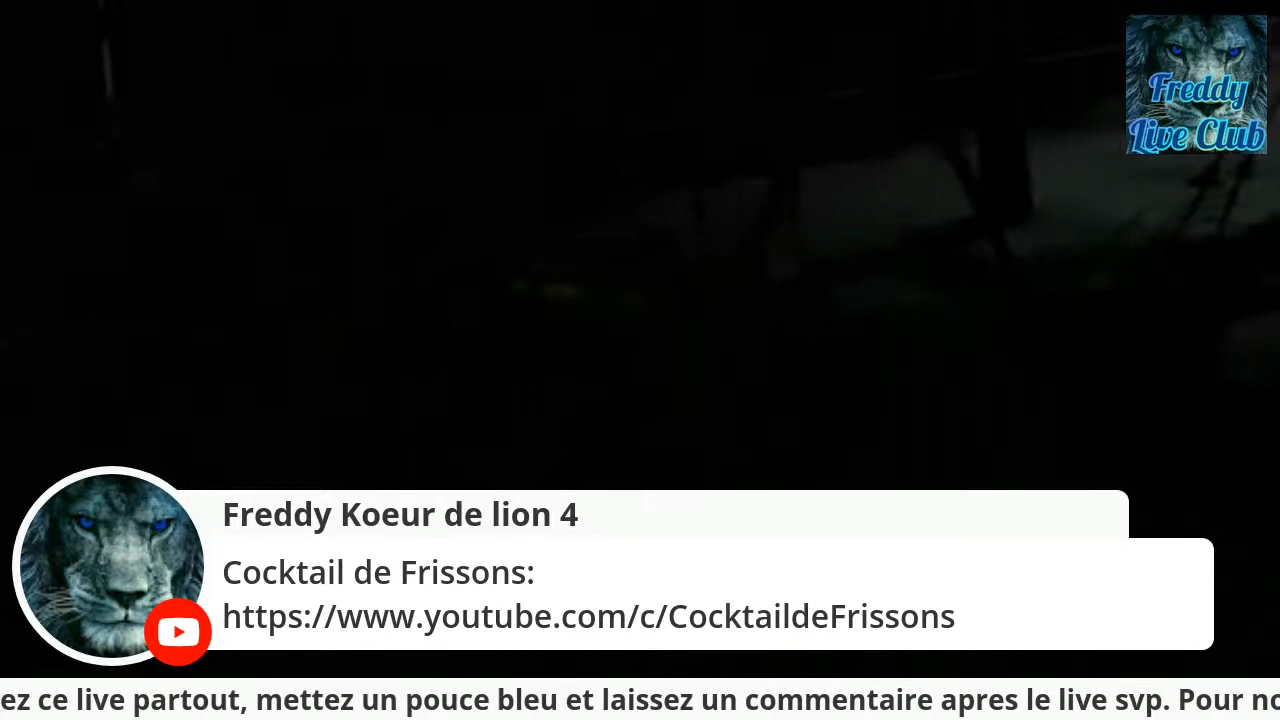 Freddy
Live Club
Freddy Koeur de lion 4
Cocktail de Frissons:
https://www.youtube.com/c/CocktaildeFrissons
ez ce live partout, mettez un pouce bleu et laissez un commentaire apres le live svp. Pour no